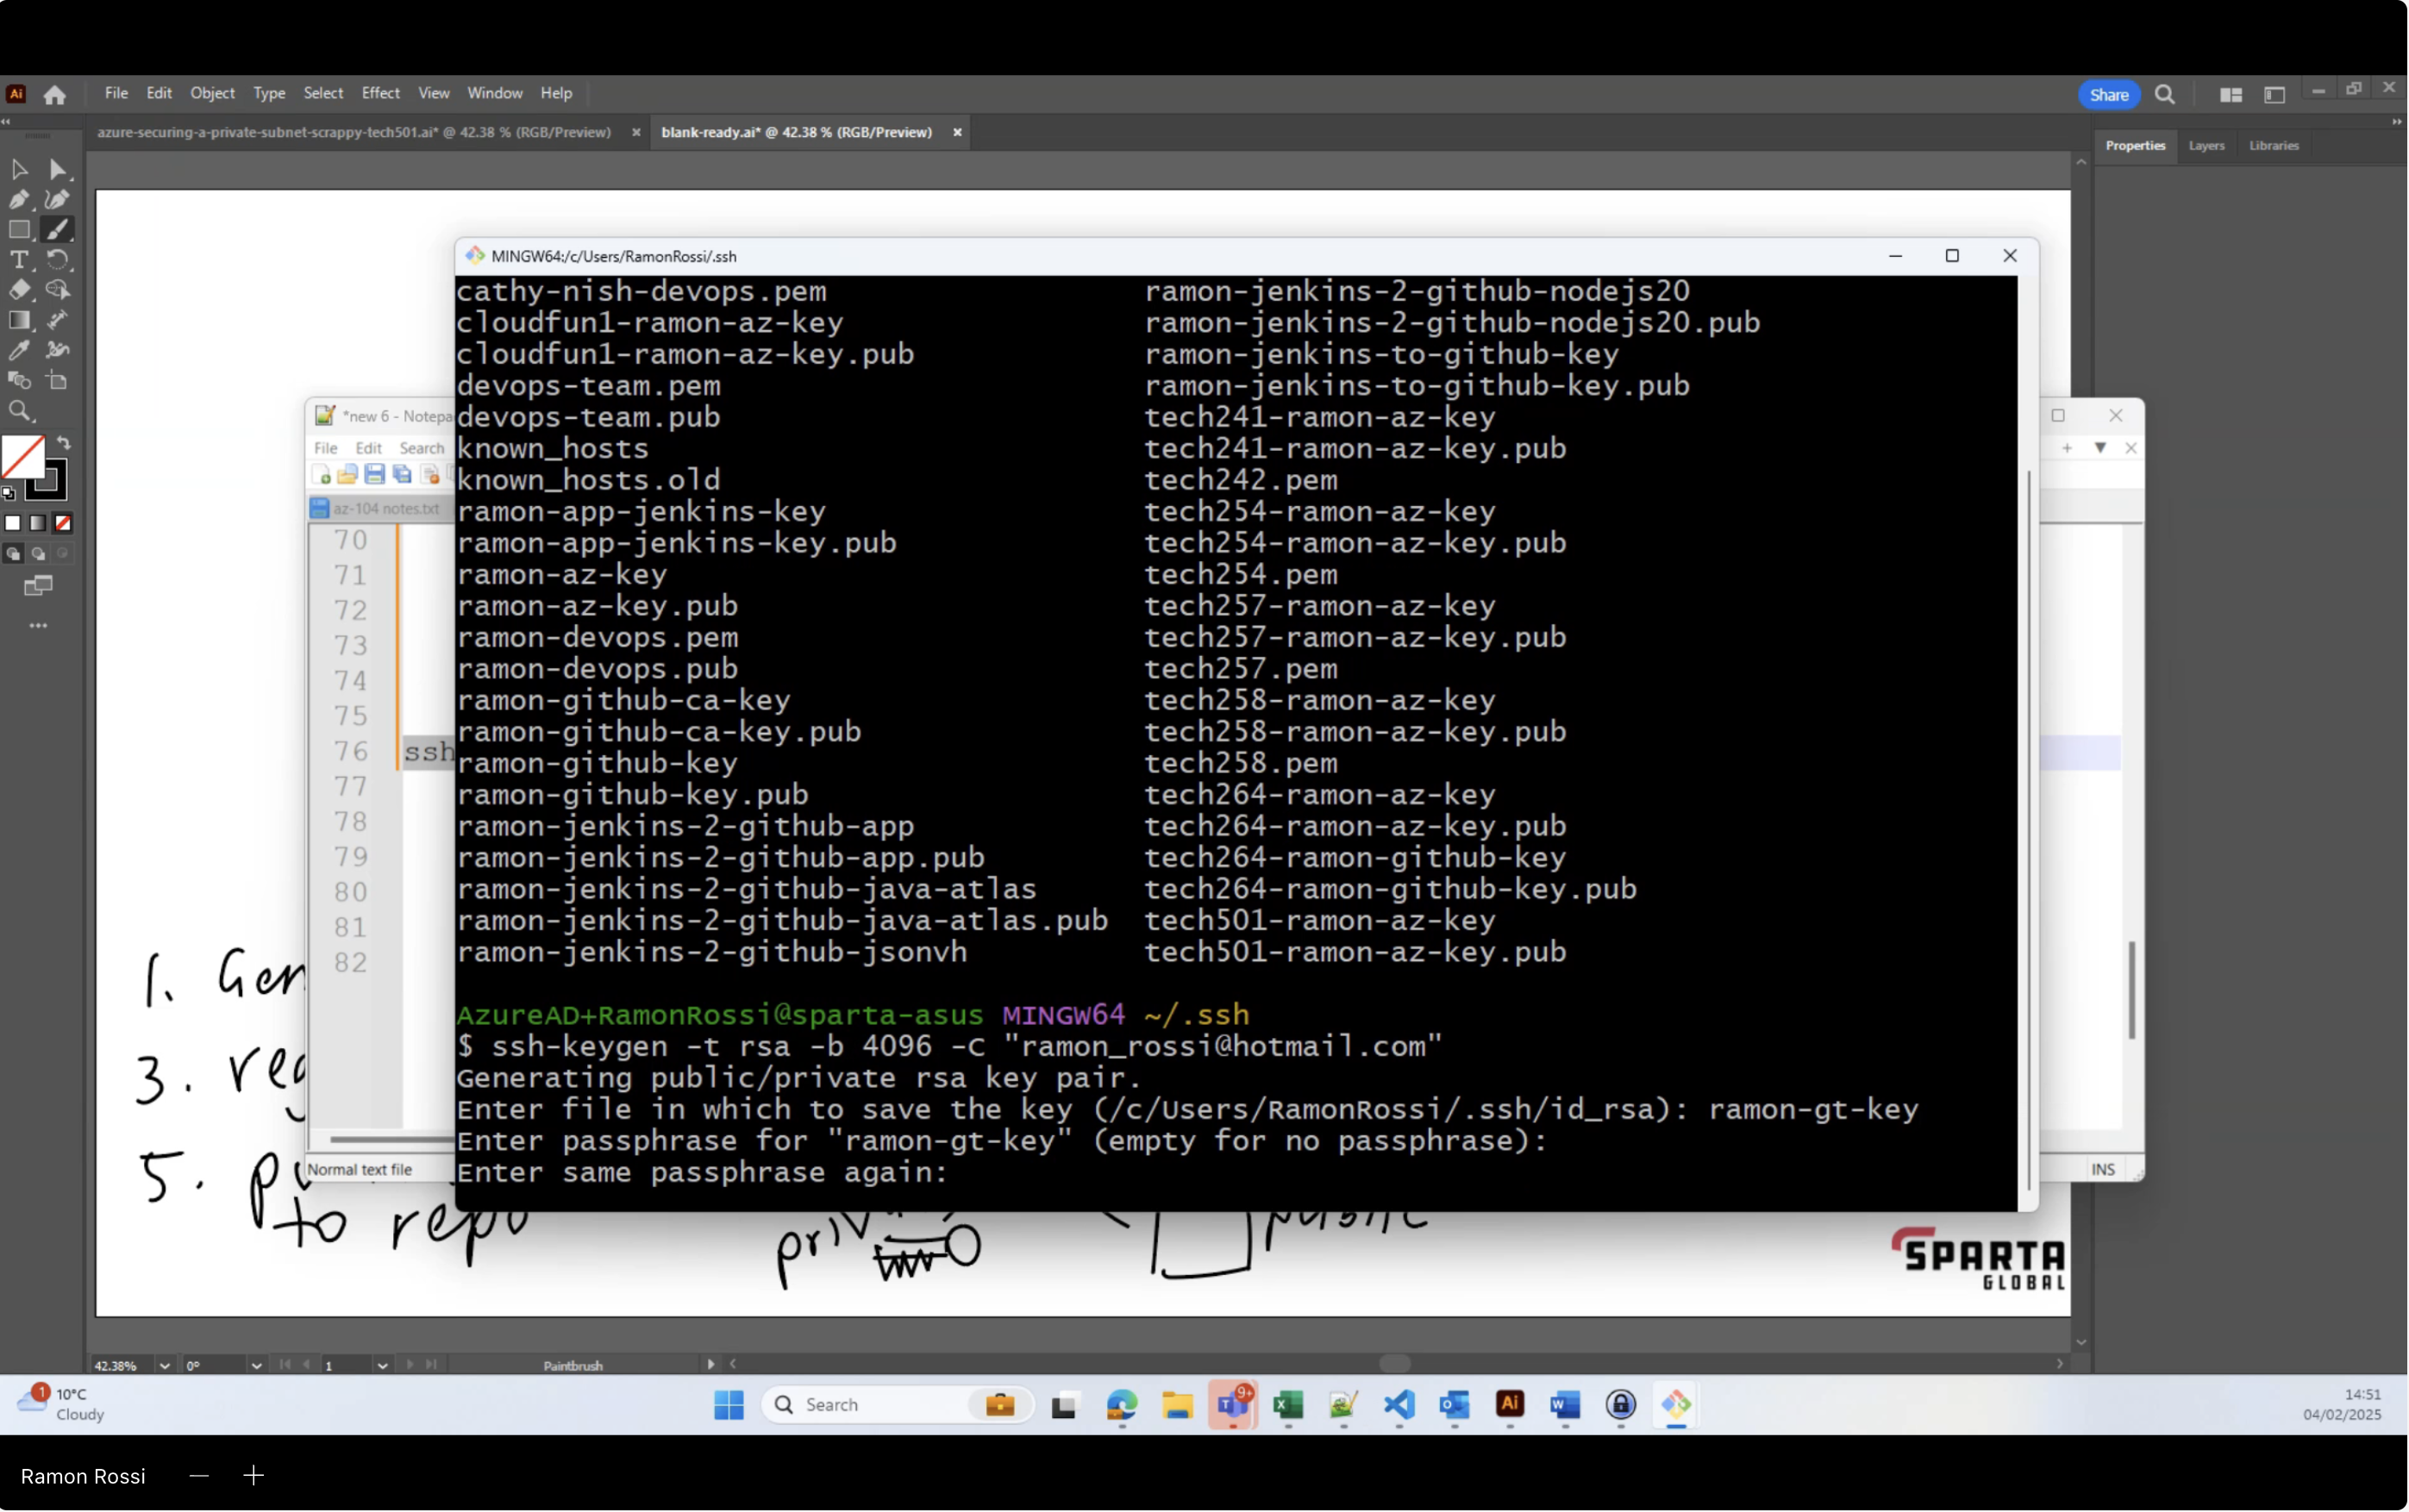 Ai File Edit Object Type Select Effect View Window Help Share
azure-securing-a-private-subnet-scrappy-tech501.ai* @ 42.38 % (RGB/Preview) × blank-ready.ai* @ 42.38 % (RGB/Preview) ×
Properties Layers Libraries
MINGW64:/c/Users/RamonRossi/.ssh
cathy-nish-devops.pem ramon-jenkins-2-github-nodejs20
cloudfun1-ramon-az-key ramon-jenkins-2-github-nodejs20.pub
cloudfun1-ramon-az-key.pub ramon-jenkins-to-github-key
devops-team.pem ramon-jenkins-to-github-key.pub
devops-team.pub tech241-ramon-az-key
known_hosts tech241-ramon-az-key.pub
known_hosts.old tech242.pem
ramon-app-jenkins-key tech254-ramon-az-key
ramon-app-jenkins-key.pub tech254-ramon-az-key.pub
ramon-az-key tech254.pem
ramon-az-key.pub tech257-ramon-az-key
ramon-devops.pem tech257-ramon-az-key.pub
ramon-devops.pub tech257.pem
ramon-github-ca-key tech258-ramon-az-key
ramon-github-ca-key.pub tech258-ramon-az-key.pub
ramon-github-key tech258.pem
ramon-github-key.pub tech264-ramon-az-key
ramon-jenkins-2-github-app tech264-ramon-az-key.pub
ramon-jenkins-2-github-app.pub tech264-ramon-github-key
ramon-jenkins-2-github-java-atlas tech264-ramon-github-key.pub
ramon-jenkins-2-github-java-atlas.pub tech501-ramon-az-key
ramon-jenkins-2-github-jsonvh tech501-ramon-az-key.pub
AzureAD+RamonRossi@sparta-asus MINGW64 ~/.ssh
$ ssh-keygen -t rsa -b 4096 -C "ramon_rossi@hotmail.com"
Generating public/private rsa key pair.
Enter file in which to save the key (/c/Users/RamonRossi/.ssh/id_rsa): ramon-gt-key
Enter passphrase for "ramon-gt-key" (empty for no passphrase):
Enter same passphrase again:
*new 6 - Notepa
File Edit Search
az-104 notes.txt
70
71
72
73
74
75
76 ssh
77
78
79
80
81
82
Normal text file INS
1. Gen
3. reg
5. pu
to repo
priv
public
SPARTA
GLOBAL
42.38% 0° 1 Paintbrush
1 10°C
Cloudy
Search
9+
14:51
04/02/2025
Ramon Rossi